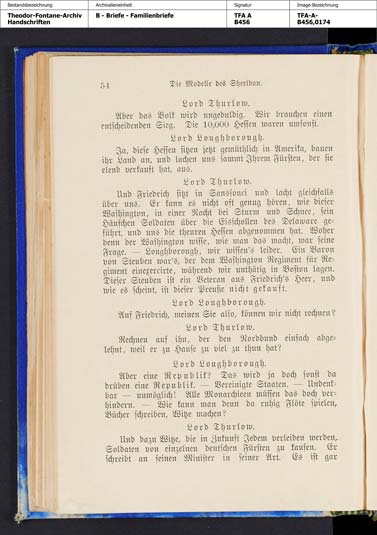 Bestandsbezeichnung
Theodor-Fontane-Archiv
Handschriften
Archivalieneinheit
B - Briefe - Familienbriefe
Signatur
TFA A
B456
Image-Bezeichnung
TFA-A-
B456,0174
54 Die Modelle des Sheridan.
Lord Thurlow.
Aber das Volk wird ungeduldig. Wir brauchen einen
entscheidenden Sieg. Die 10,000 Hessen waren umsonst.
Lord Loughborough.
Ja, diese Hessen sitzen jetzt gemüthlich in Amerika, bauen
ihr Land an, und lachen uns sammt Ihrem Fürsten, der sie
elend verkauft hat, aus.
Lord Thurlow.
Und Friedrich sitzt in Sanssouci und lacht gleichfalls
über uns. Er kann es nicht oft genug hören, wie dieser
Washington, in einer Nacht bei Sturm und Schnee, sein
Häufchen Soldaten über die Eisschollen des Delaware ge-
führt, und uns die theuren Hessen abgenommen hat. Woher
denn der Washington wisse, wie man das macht, war seine
Frage. — Loughborough, wir wissen's leider. Ein Baron
von Steuben war's, der dem Washington Regiment für Re-
giment einexercirte, während wir unthätig in Boston lagen.
Dieser Steuben ist ein Veteran aus Friedrich's Heer, und
wie es scheint, ist dieser Preuße nicht gekauft.
Lord Loughborough.
Auf Friedrich, meinen Sie also, können wir nicht rechnen?
Lord Thurlow.
Rechnen auf ihn, der den Nordbund einfach abge-
lehnt, weil er zu Hause zu viel zu thun hat?
Lord Loughborough.
Aber eine Republik? Das wird ja doch sonst da
drüben eine Republik. — Vereinigte Staaten. — Undenk-
bar — unmöglich! Alle Monarchieen müssen das doch ver-
hindern. — Wie kann man denn da ruhig Flöte spielen,
Bücher schreiben, Witze machen?
Lord Thurlow.
Und dazu Witze, die in Zukunft Jedem verleiden werden,
Soldaten von einzelnen deutschen Fürsten zu kaufen. Er
schreibt an seinen Minister in seiner Art. Es ist gar